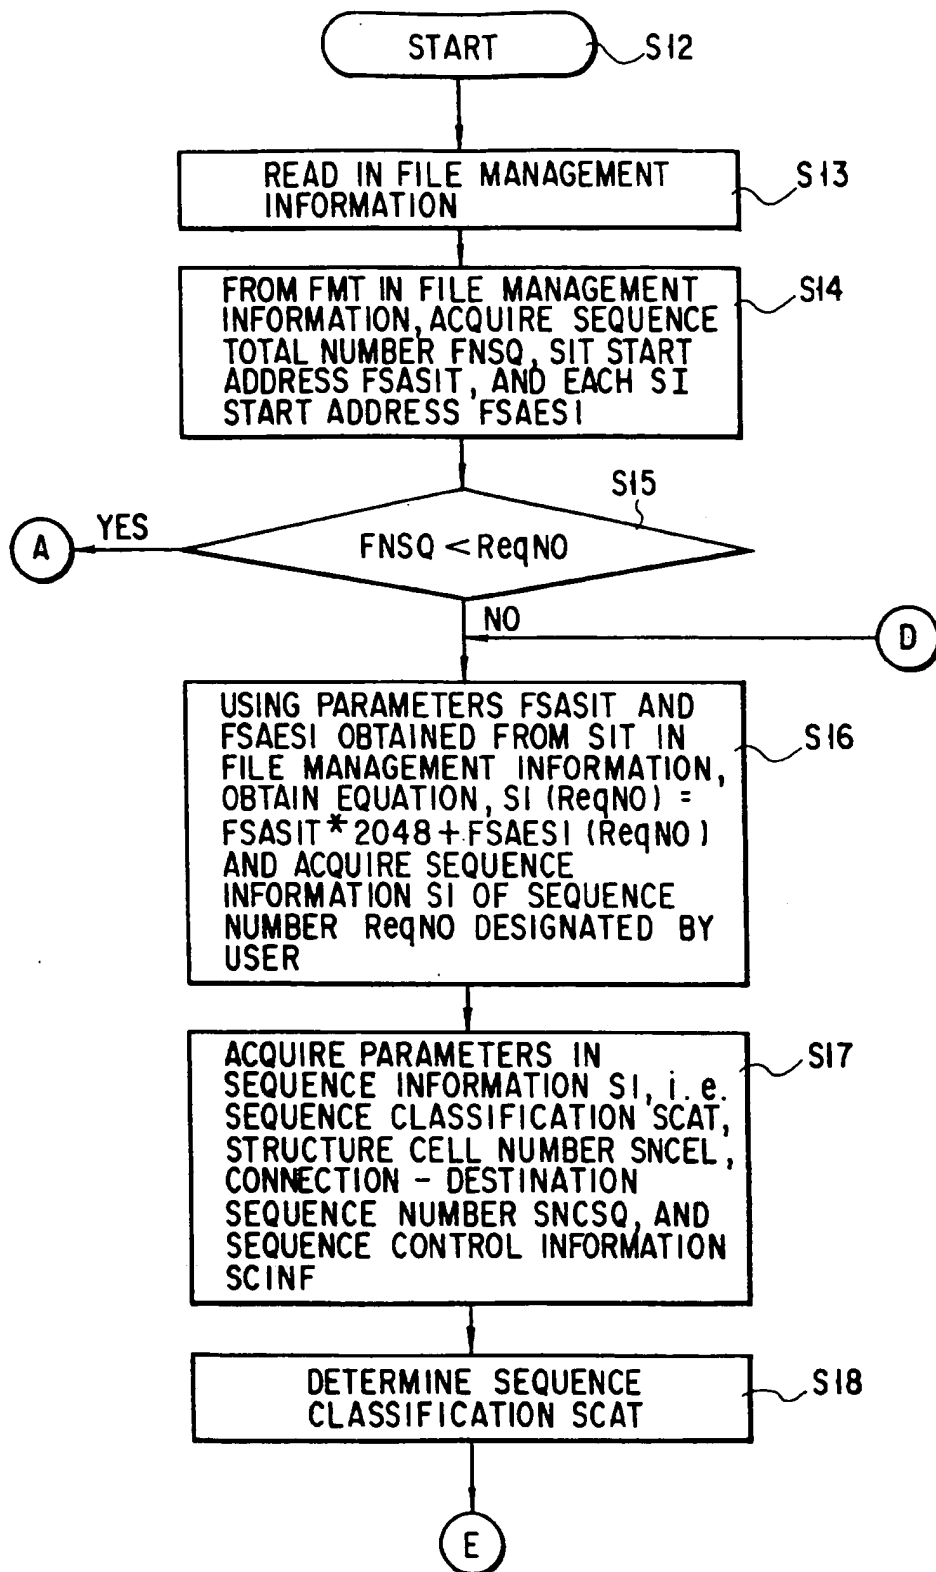 START
S12
READ IN FILE MANAGEMENT
INFORMATION
S13
FROM FMT IN FILE MANAGEMENT
INFORMATION, ACQUIRE SEQUENCE
TOTAL NUMBER FNSQ, SIT START
ADDRESS FSASIT, AND EACH SI
START ADDRESS FSAESI
S14
S15
FNSQ < ReqNO
YES
A
NO
D
USING PARAMETERS FSASIT AND
FSAESI OBTAINED FROM SIT IN
FILE MANAGEMENT INFORMATION,
OBTAIN EQUATION, SI (ReqNO) =
FSASIT * 2048 + FSAESI (ReqNO)
AND ACQUIRE SEQUENCE
INFORMATION SI OF SEQUENCE
NUMBER ReqNO DESIGNATED BY
USER
S16
ACQUIRE PARAMETERS IN
SEQUENCE INFORMATION SI, i.e.
SEQUENCE CLASSIFICATION SCAT,
STRUCTURE CELL NUMBER SNCEL,
CONNECTION - DESTINATION
SEQUENCE NUMBER SNCSQ, AND
SEQUENCE CONTROL INFORMATION
SCINF
S17
DETERMINE SEQUENCE
CLASSIFICATION SCAT
S18
E